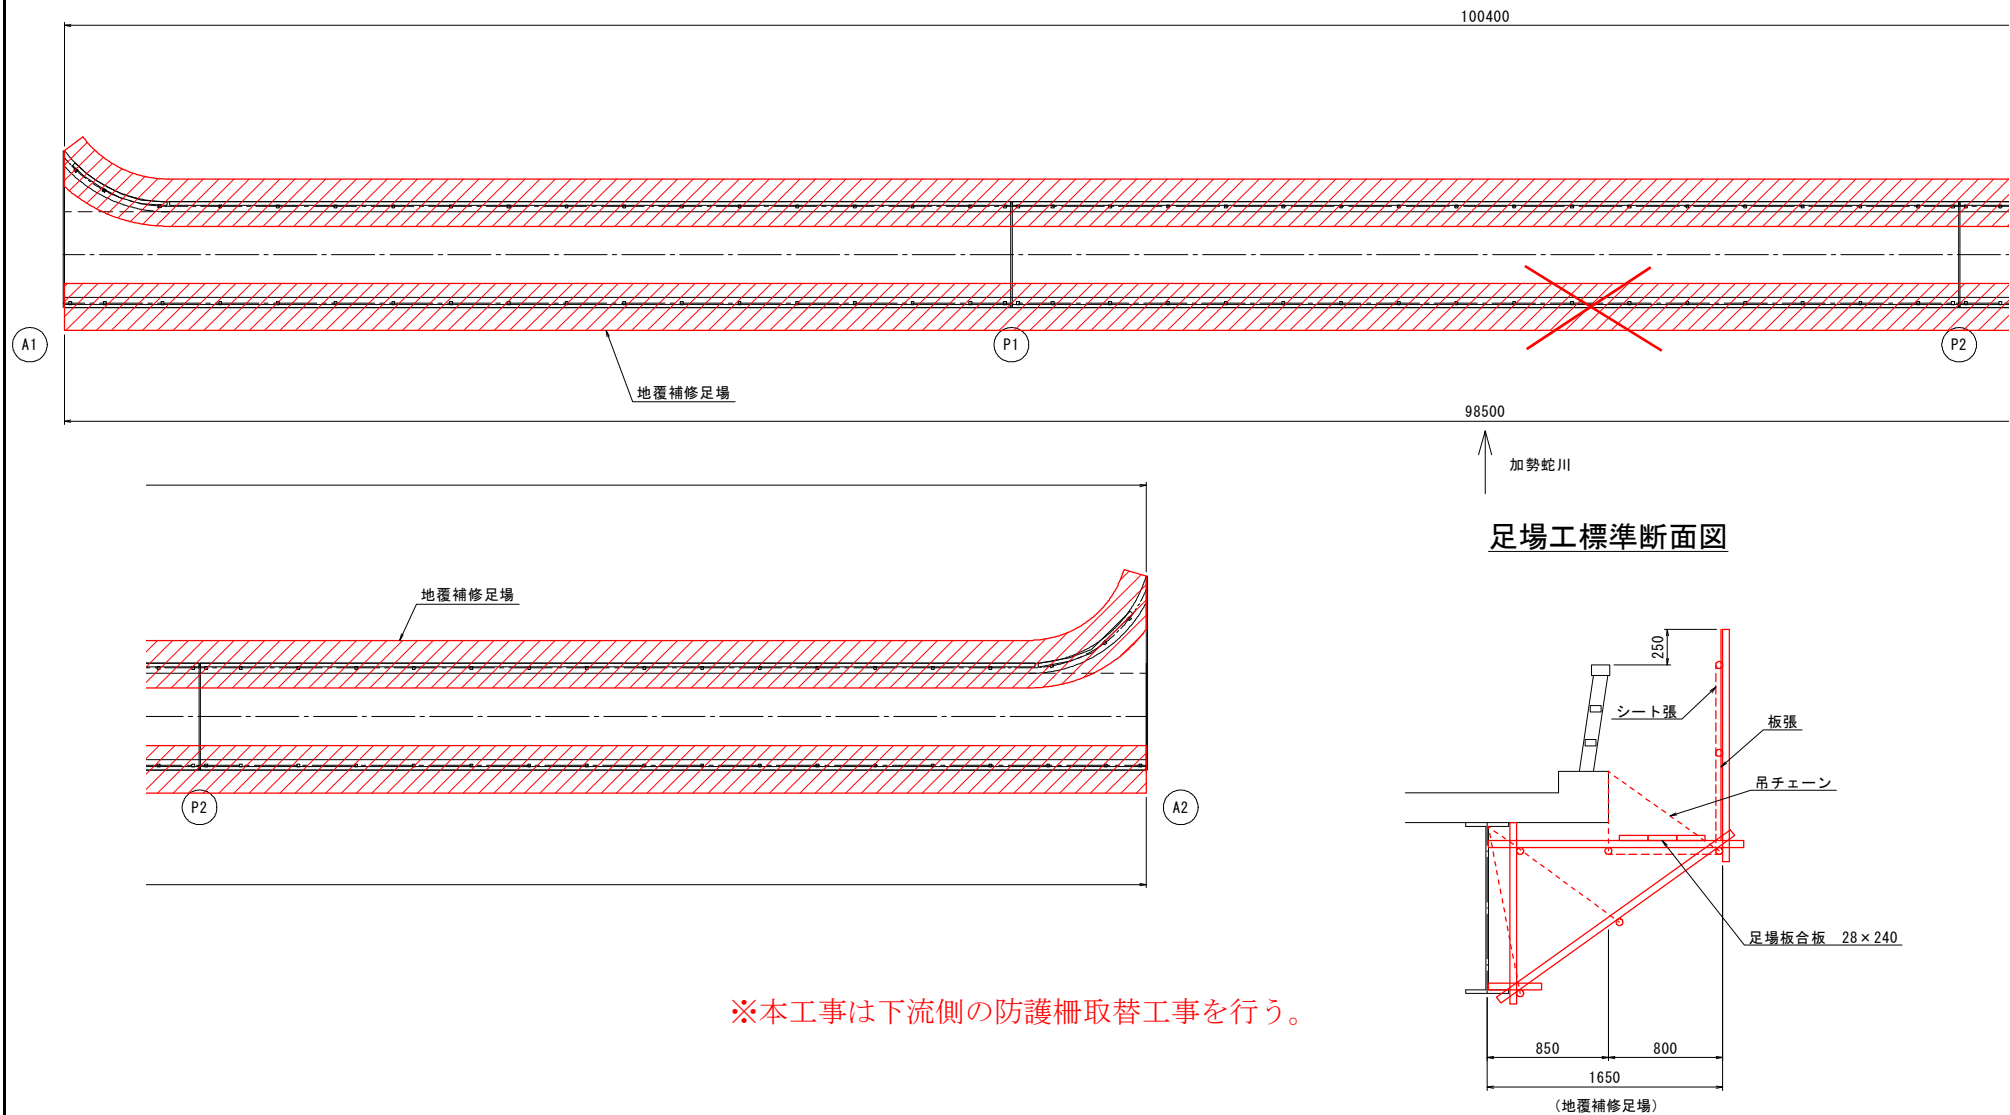 100400
A1
P1
P2
地覆補修足場
98500
加勢蛇川
足場工標準断面図
地覆補修足場
P2
A2
250
シート張
板張
吊チェーン
足場板合板 28×240
※本工事は下流側の防護柵取替工事を行う。
850
800
1650
(地覆補修足場)